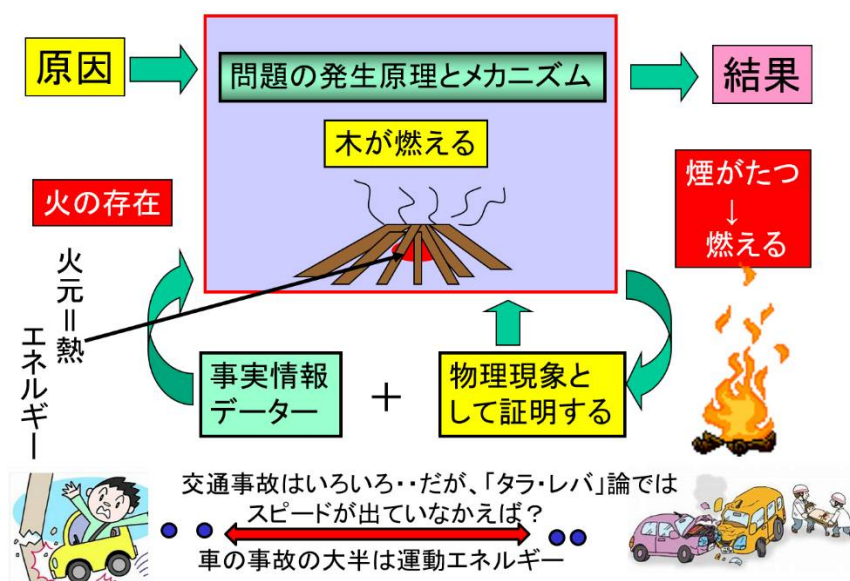 原因
問題の発生原理とメカニズム
結果
木が燃える
火の存在
煙がたつ
↓
燃える
火元=熱
エネルギー
事実情報
データー
+
物理現象と
して証明する
交通事故はいろいろ・・だが、「タラ・レバ」論では
スピードが出ていなかえば?
車の事故の大半は運動エネルギー